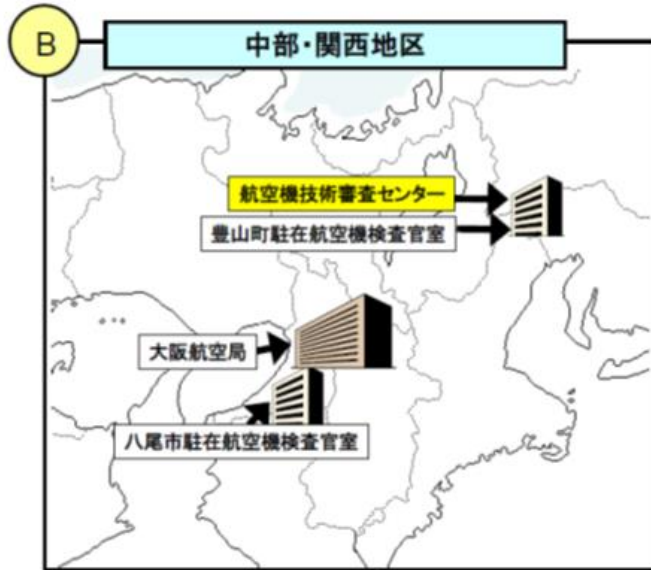 B
中部・関西地区
航空機技術審査センター
豊山町駐在航空機検査官室
大阪航空局
八尾市駐在航空機検査官室